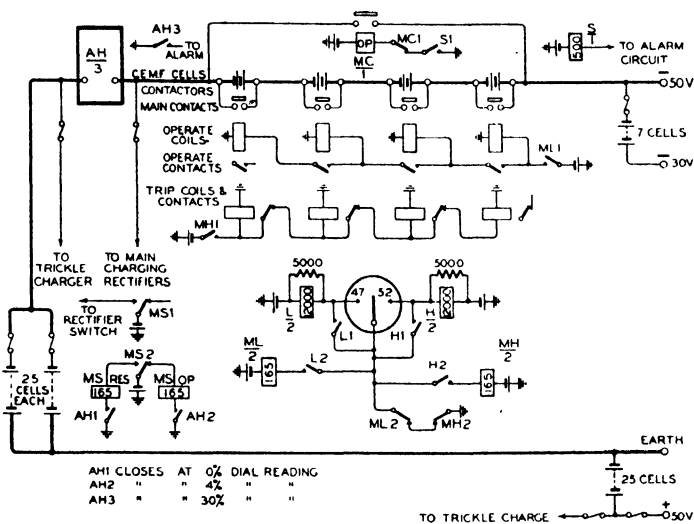 AH
3
AH3
TO
ALARM
OP
MC1
S1
MC
1
S
1
500
TO ALARM
CIRCUIT
C.E.M.F. CELLS
CONTACTORS
MAIN CONTACTS
– 50V
7 CELLS
– 30V
OPERATE
COILS-
OPERATE
CONTACTS
ML1
TRIP COILS &
CONTACTS
MH1
TO
TRICKLE
CHARGER
TO MAIN
CHARGING
RECTIFIERS
TO
RECTIFIER
SWITCH
MS1
5000
2000
L
2
47 52
5000
2000
H
2
L1
H1
MS2
MS RES
165
MS OP
165
AH1
AH2
25
CELLS
EACH
ML
2
165
L2
H2
MH
2
165
ML2
MH2
EARTH
AH1 CLOSES AT 0% DIAL READING
AH2 " " 4% " "
AH3 " " 30% " "
25 CELLS
TO TRICKLE CHARGE
+ 50V